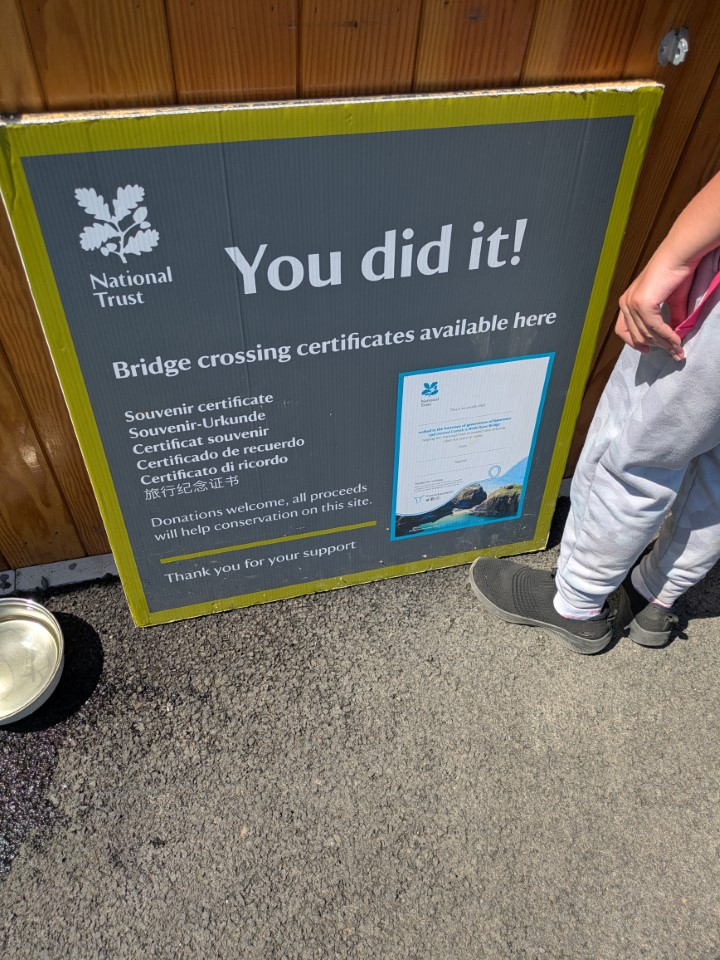 National
Trust
You did it!
Bridge crossing certificates available here
Souvenir certificate
Souvenir-Urkunde
Certificat souvenir
Certificado de recuerdo
Certificato di ricordo
旅行纪念证书
Donations welcome, all proceeds
will help conservation on this site.
Thank you for your support
National
Trust